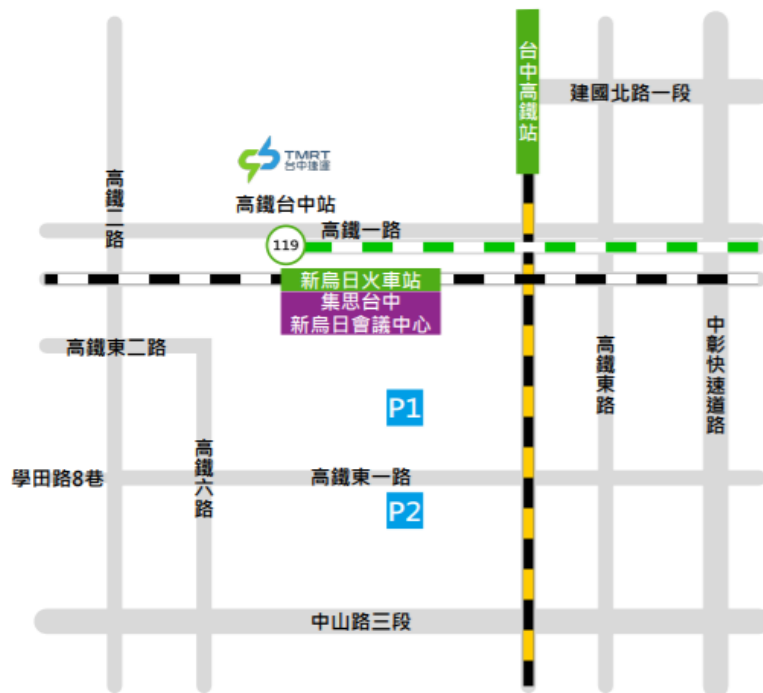 台中高鐵站
建國北路一段
TMRT
台中捷運
高鐵二路
高鐵台中站
高鐵一路
119
新烏日火車站
集思台中
新烏日會議中心
高鐵東二路
高鐵東路
中彰快速道路
P1
高鐵六路
學田路8巷
高鐵東一路
P2
中山路三段